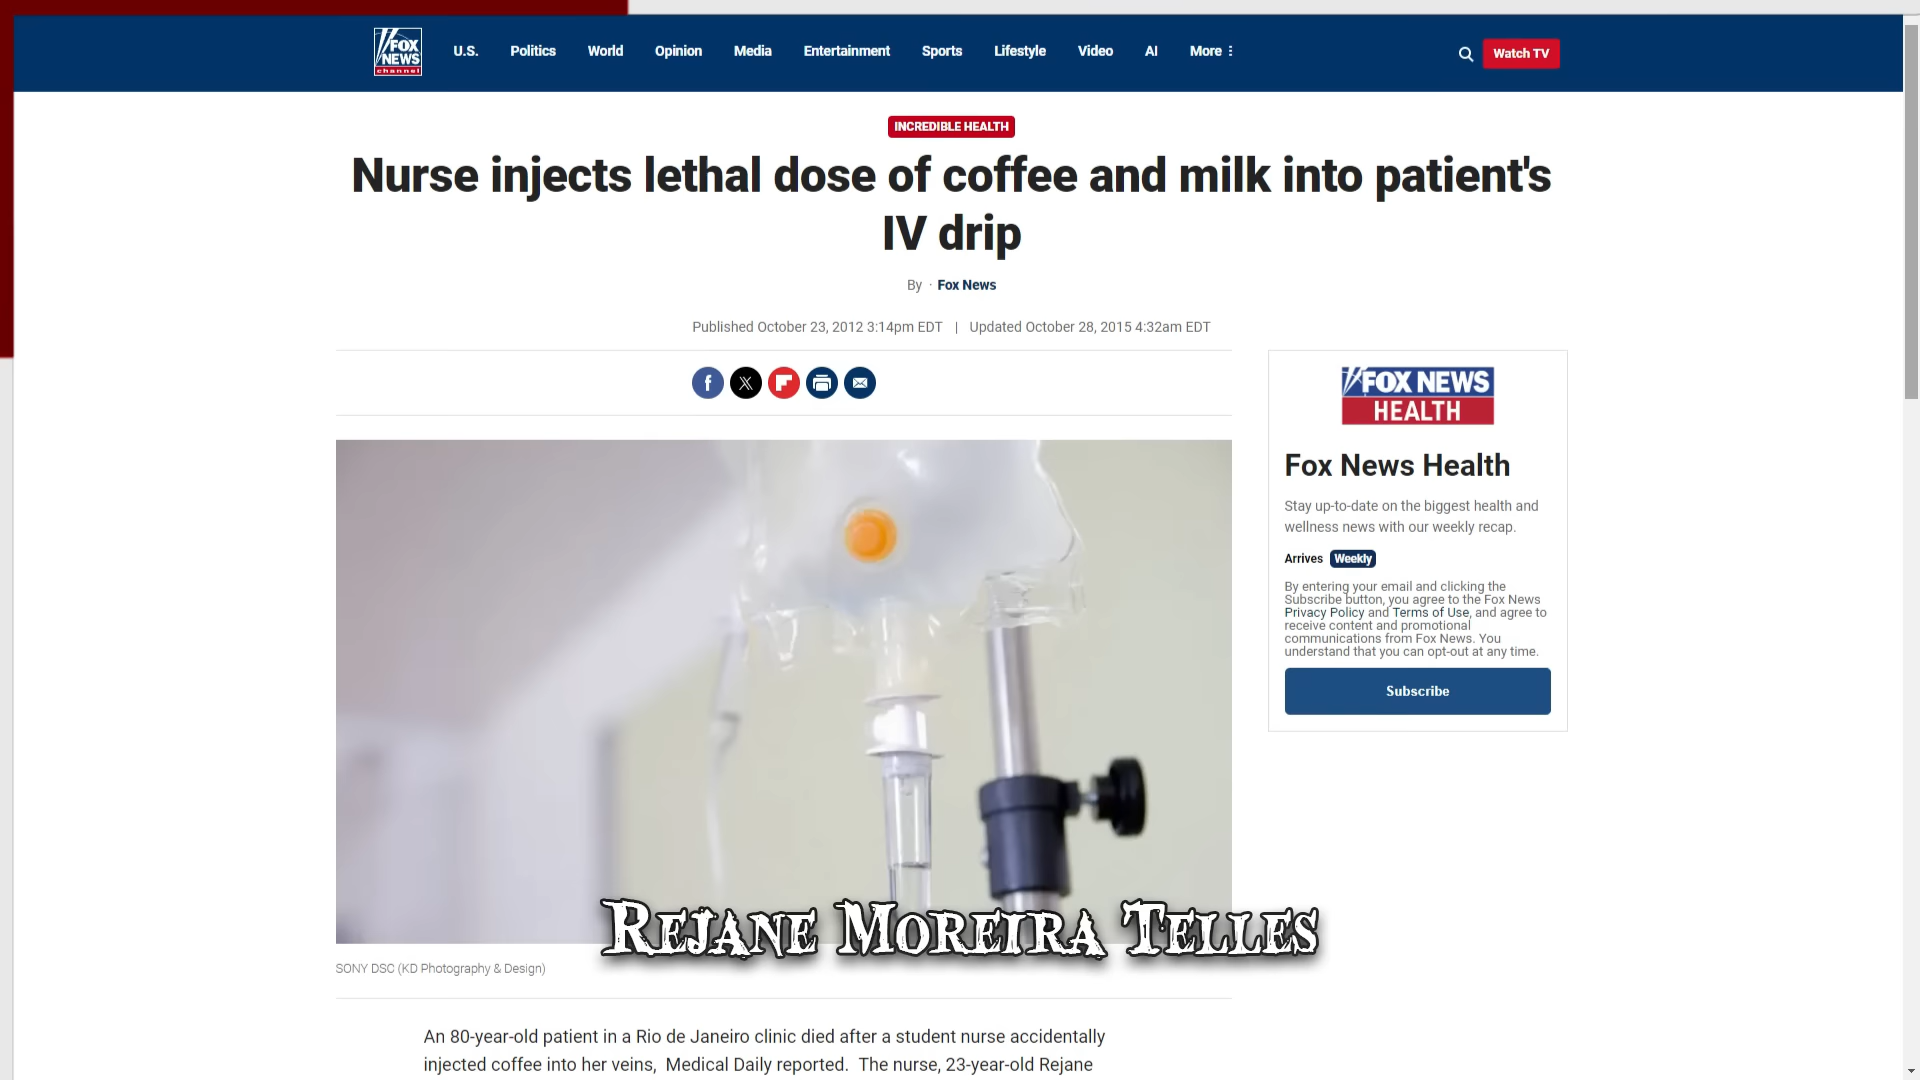 FOX
NEWS
channel
U.S. Politics World Opinion Media Entertainment Sports Lifestyle Video AI More
Watch TV
INCREDIBLE HEALTH
Nurse injects lethal dose of coffee and milk into patient's
IV drip
By · Fox News
Published October 23, 2012 3:14pm EDT | Updated October 28, 2015 4:32am EDT
FOX NEWS
HEALTH
Fox News Health
Stay up-to-date on the biggest health and
wellness news with our weekly recap.
Arrives Weekly
By entering your email and clicking the
Subscribe button, you agree to the Fox News
Privacy Policy and Terms of Use, and agree to
receive content and promotional
communications from Fox News. You
understand that you can opt-out at any time.
Subscribe
REJANE MOREIRA TELLES
SONY DSC (KD Photography & Design)
An 80-year-old patient in a Rio de Janeiro clinic died after a student nurse accidentally
injected coffee into her veins, Medical Daily reported. The nurse, 23-year-old Rejane